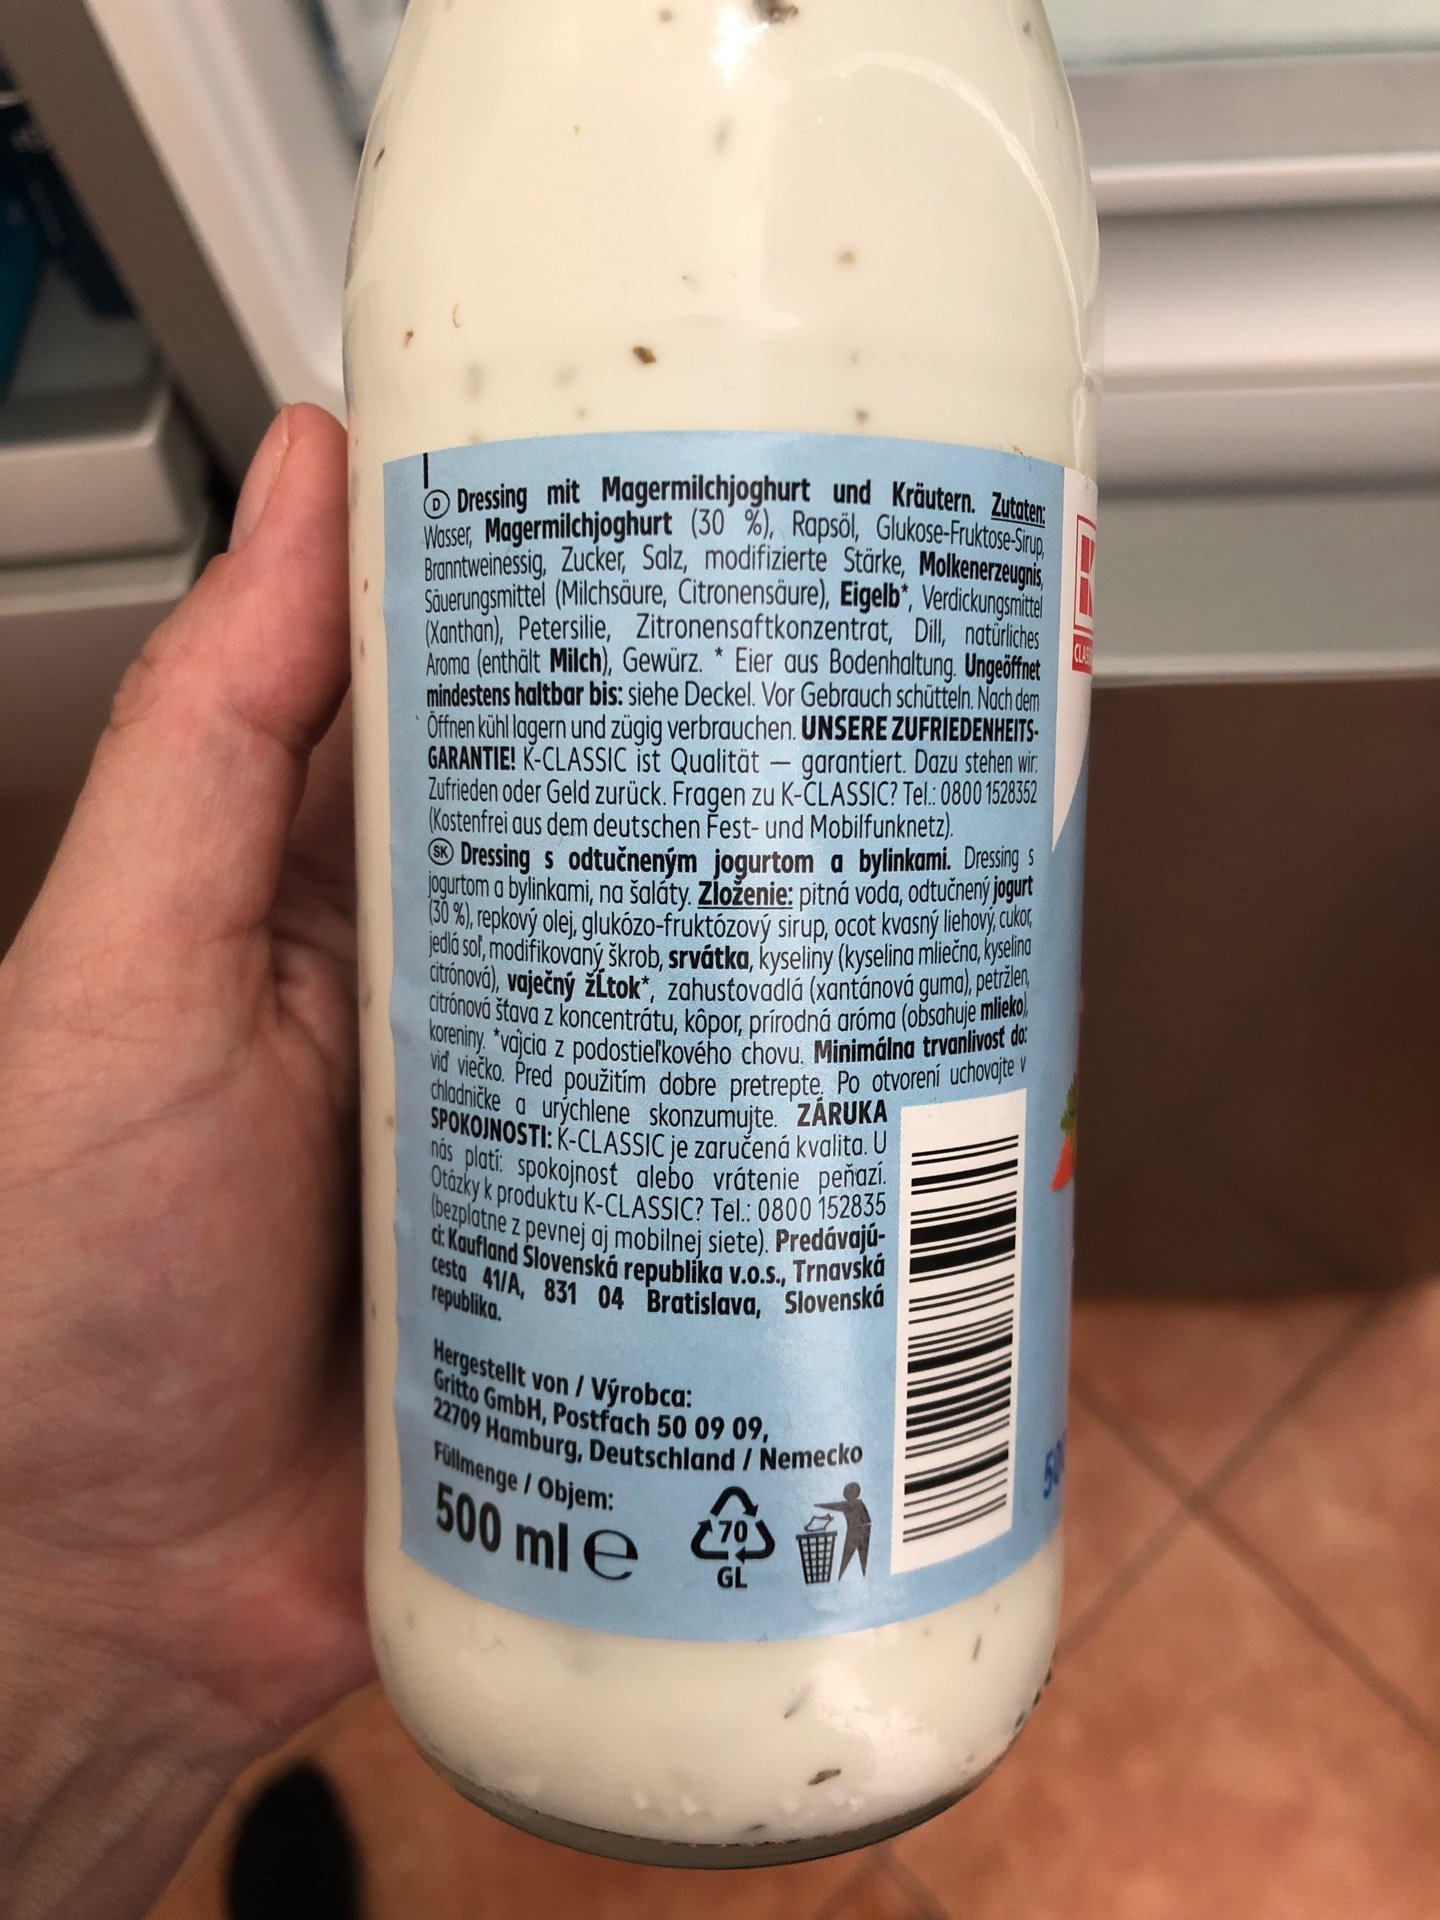 D Dressing mit Magermilchjoghurt und Kräutern. Zutaten:
Wasser, Magermilchjoghurt (30 %), Rapsöl, Glukose-Fruktose-Sirup,
Branntweinessig, Zucker, Salz, modifizierte Stärke, Molkenerzeugnis,
Säuerungsmittel (Milchsäure, Citronensäure), Eigelb*, Verdickungsmittel
(Xanthan), Petersilie, Zitronensaftkonzentrat, Dill, natürliches
Aroma (enthält Milch), Gewürz. * Eier aus Bodenhaltung. Ungeöffnet
mindestens haltbar bis: siehe Deckel. Vor Gebrauch schütteln. Nach dem
Öffnen kühl lagern und zügig verbrauchen. UNSERE ZUFRIEDENHEITS-
GARANTIE! K-CLASSIC ist Qualität — garantiert. Dazu stehen wir.
Zufrieden oder Geld zurück. Fragen zu K-CLASSIC? Tel.: 0800 1528352
(Kostenfrei aus dem deutschen Fest- und Mobilfunknetz).
SK Dressing s odtučneným jogurtom a bylinkami. Dressing s
jogurtom a bylinkami, na šaláty. Zloženie: pitná voda, odtučnený jogurt
(30 %), repkový olej, glukózo-fruktózový sirup, ocot kvasný liehový, cukor,
jedlá soľ, modifikovaný škrob, srvátka, kyseliny (kyselina mliečna, kyselina
citrónová), vaječný žĹtok*, zahusťovadlá (xantánová guma), petržlen,
citrónová šťava z koncentrátu, kôpor, prírodná aróma (obsahuje mlieko),
koreniny. *vajcia z podostieľkového chovu. Minimálna trvanlivosť do:
viď viečko. Pred použitím dobre pretrepte. Po otvorení uchovajte v
chladničke a urýchlene skonzumujte. ZÁRUKA
SPOKOJNOSTI: K-CLASSIC je zaručená kvalita. U
nás platí: spokojnosť alebo vrátenie peňazí.
Otázky k produktu K-CLASSIC? Tel.: 0800 152835
(bezplatne z pevnej aj mobilnej siete). Predávajú-
ci: Kaufland Slovenská republika v.o.s., Trnavská
cesta 41/A, 831 04 Bratislava, Slovenská
republika.
Hergestellt von / Výrobca:
Gritto GmbH, Postfach 50 09 09,
22709 Hamburg, Deutschland / Nemecko
Füllmenge / Objem:
500 ml e
70
GL